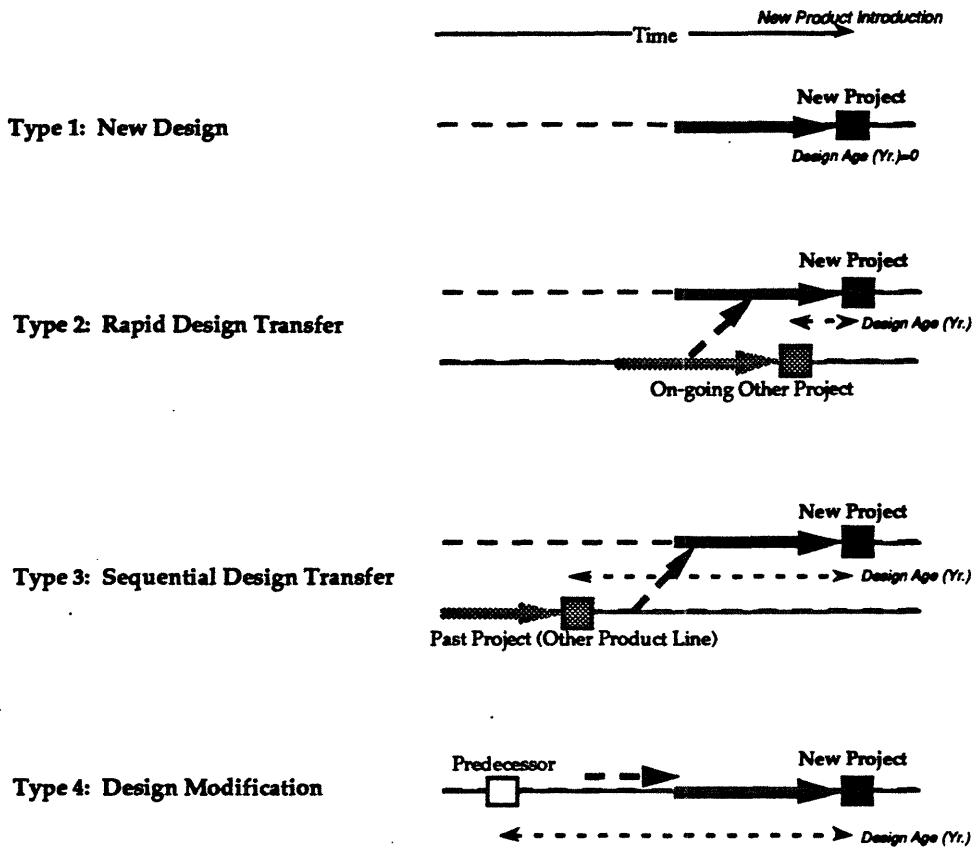 New Product Introduction
Time
New Project
Type 1: New Design
Design Age (Yr.)=0
New Project
Type 2: Rapid Design Transfer
Design Age (Yr.)
On-going Other Project
New Project
Type 3: Sequential Design Transfer
Design Age (Yr.)
Past Project (Other Product Line)
Predecessor
New Project
Type 4: Design Modification
Design Age (Yr.)